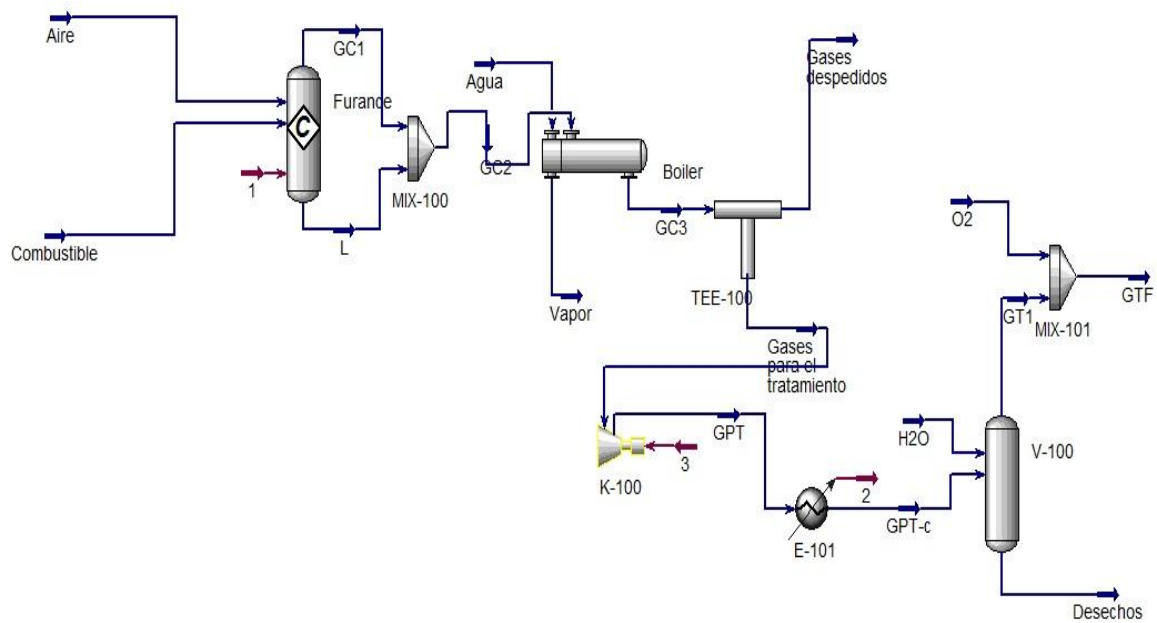 Aire
GC1
Furance
C
1
MIX-100
L
Combustible
Agua
GC2
Boiler
Vapor
GC3
TEE-100
Gases
despedidos
Gases
para el
tratamiento
K-100
3
GPT
E-101
2
GPT-c
H2O
V-100
O2
GT1
MIX-101
GTF
Desechos